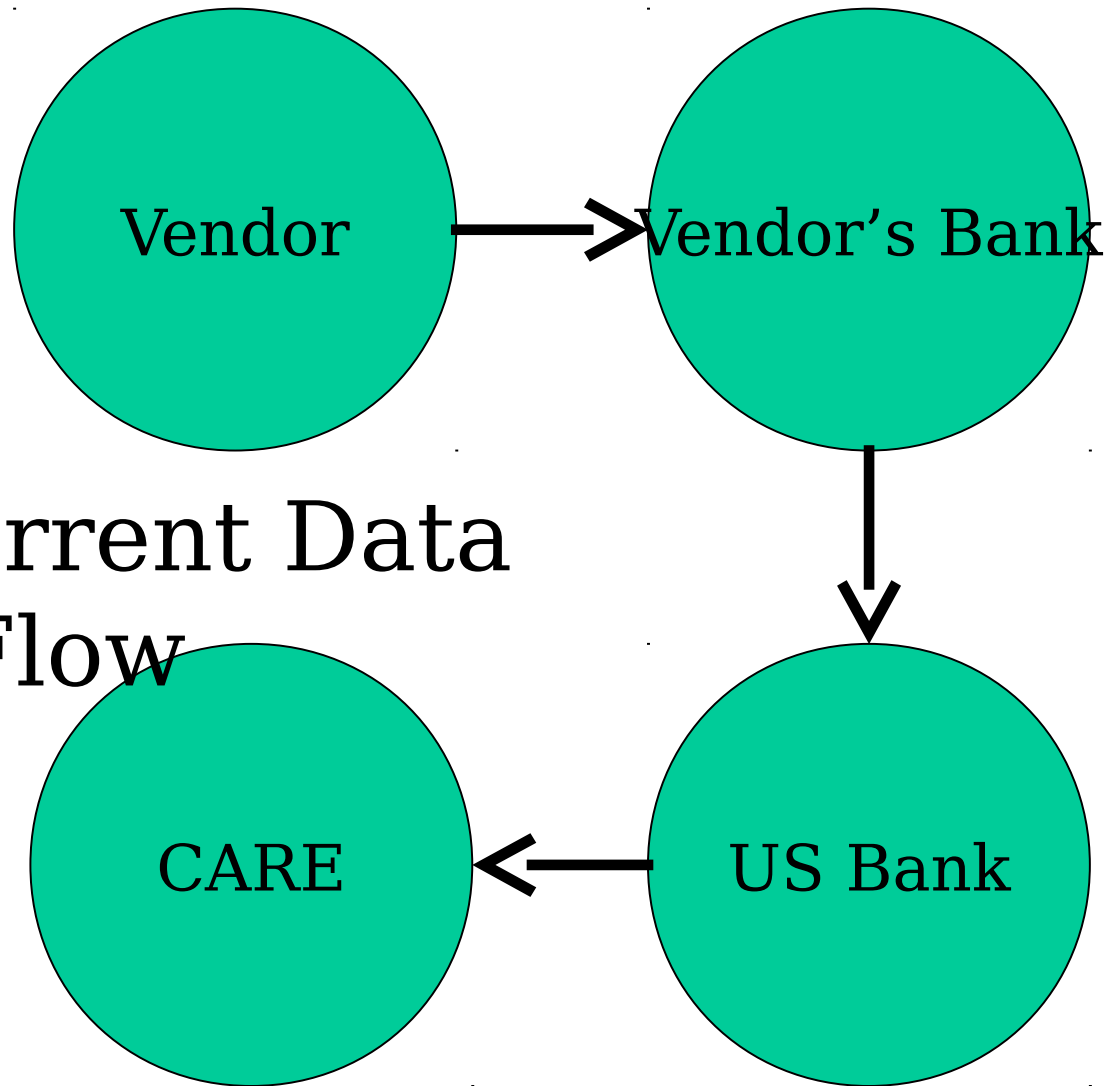 Vendor
Vendor’s Bank
rrent Data
Flow
CARE
US Bank